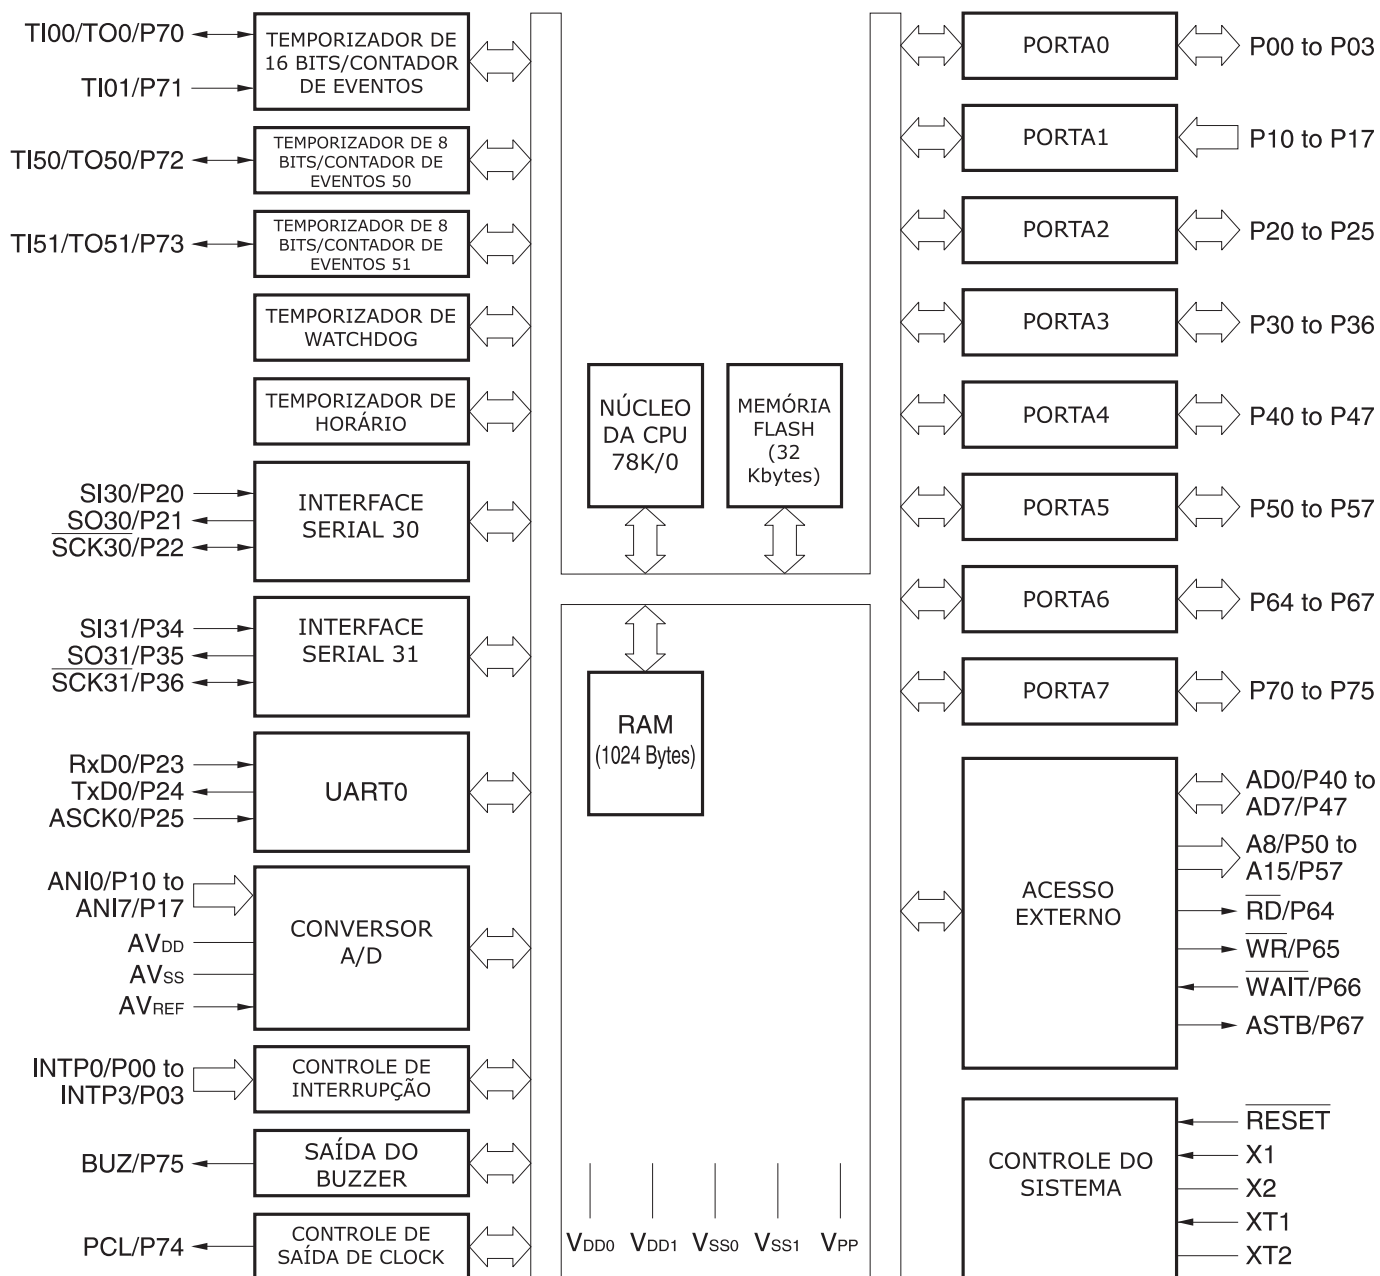 TI00/TO0/P70
TI01/P71
TEMPORIZADOR DE
16 BITS/CONTADOR
DE EVENTOS
TI50/TO50/P72
TEMPORIZADOR DE 8
BITS/CONTADOR DE
EVENTOS 50
TI51/TO51/P73
TEMPORIZADOR DE 8
BITS/CONTADOR DE
EVENTOS 51
TEMPORIZADOR DE
WATCHDOG
TEMPORIZADOR DE
HORÁRIO
SI30/P20
SO30/P21
SCK30/P22
INTERFACE
SERIAL 30
SI31/P34
SO31/P35
SCK31/P36
INTERFACE
SERIAL 31
RxD0/P23
TxD0/P24
ASCK0/P25
UART0
ANI0/P10 to
ANI7/P17
AVDD
AVSS
AVREF
CONVERSOR
A/D
INTP0/P00 to
INTP3/P03
CONTROLE DE
INTERRUPÇÃO
BUZ/P75
SAÍDA DO
BUZZER
PCL/P74
CONTROLE DE
SAÍDA DE CLOCK
NÚCLEO
DA CPU
78K/0
MEMÓRIA
FLASH
(32
Kbytes)
RAM
(1024 Bytes)
VDD0 VDD1 VSS0 VSS1 VPP
PORTA0
P00 to P03
PORTA1
P10 to P17
PORTA2
P20 to P25
PORTA3
P30 to P36
PORTA4
P40 to P47
PORTA5
P50 to P57
PORTA6
P64 to P67
PORTA7
P70 to P75
ACESSO
EXTERNO
AD0/P40 to
AD7/P47
A8/P50 to
A15/P57
RD/P64
WR/P65
WAIT/P66
ASTB/P67
CONTROLE DO
SISTEMA
RESET
X1
X2
XT1
XT2